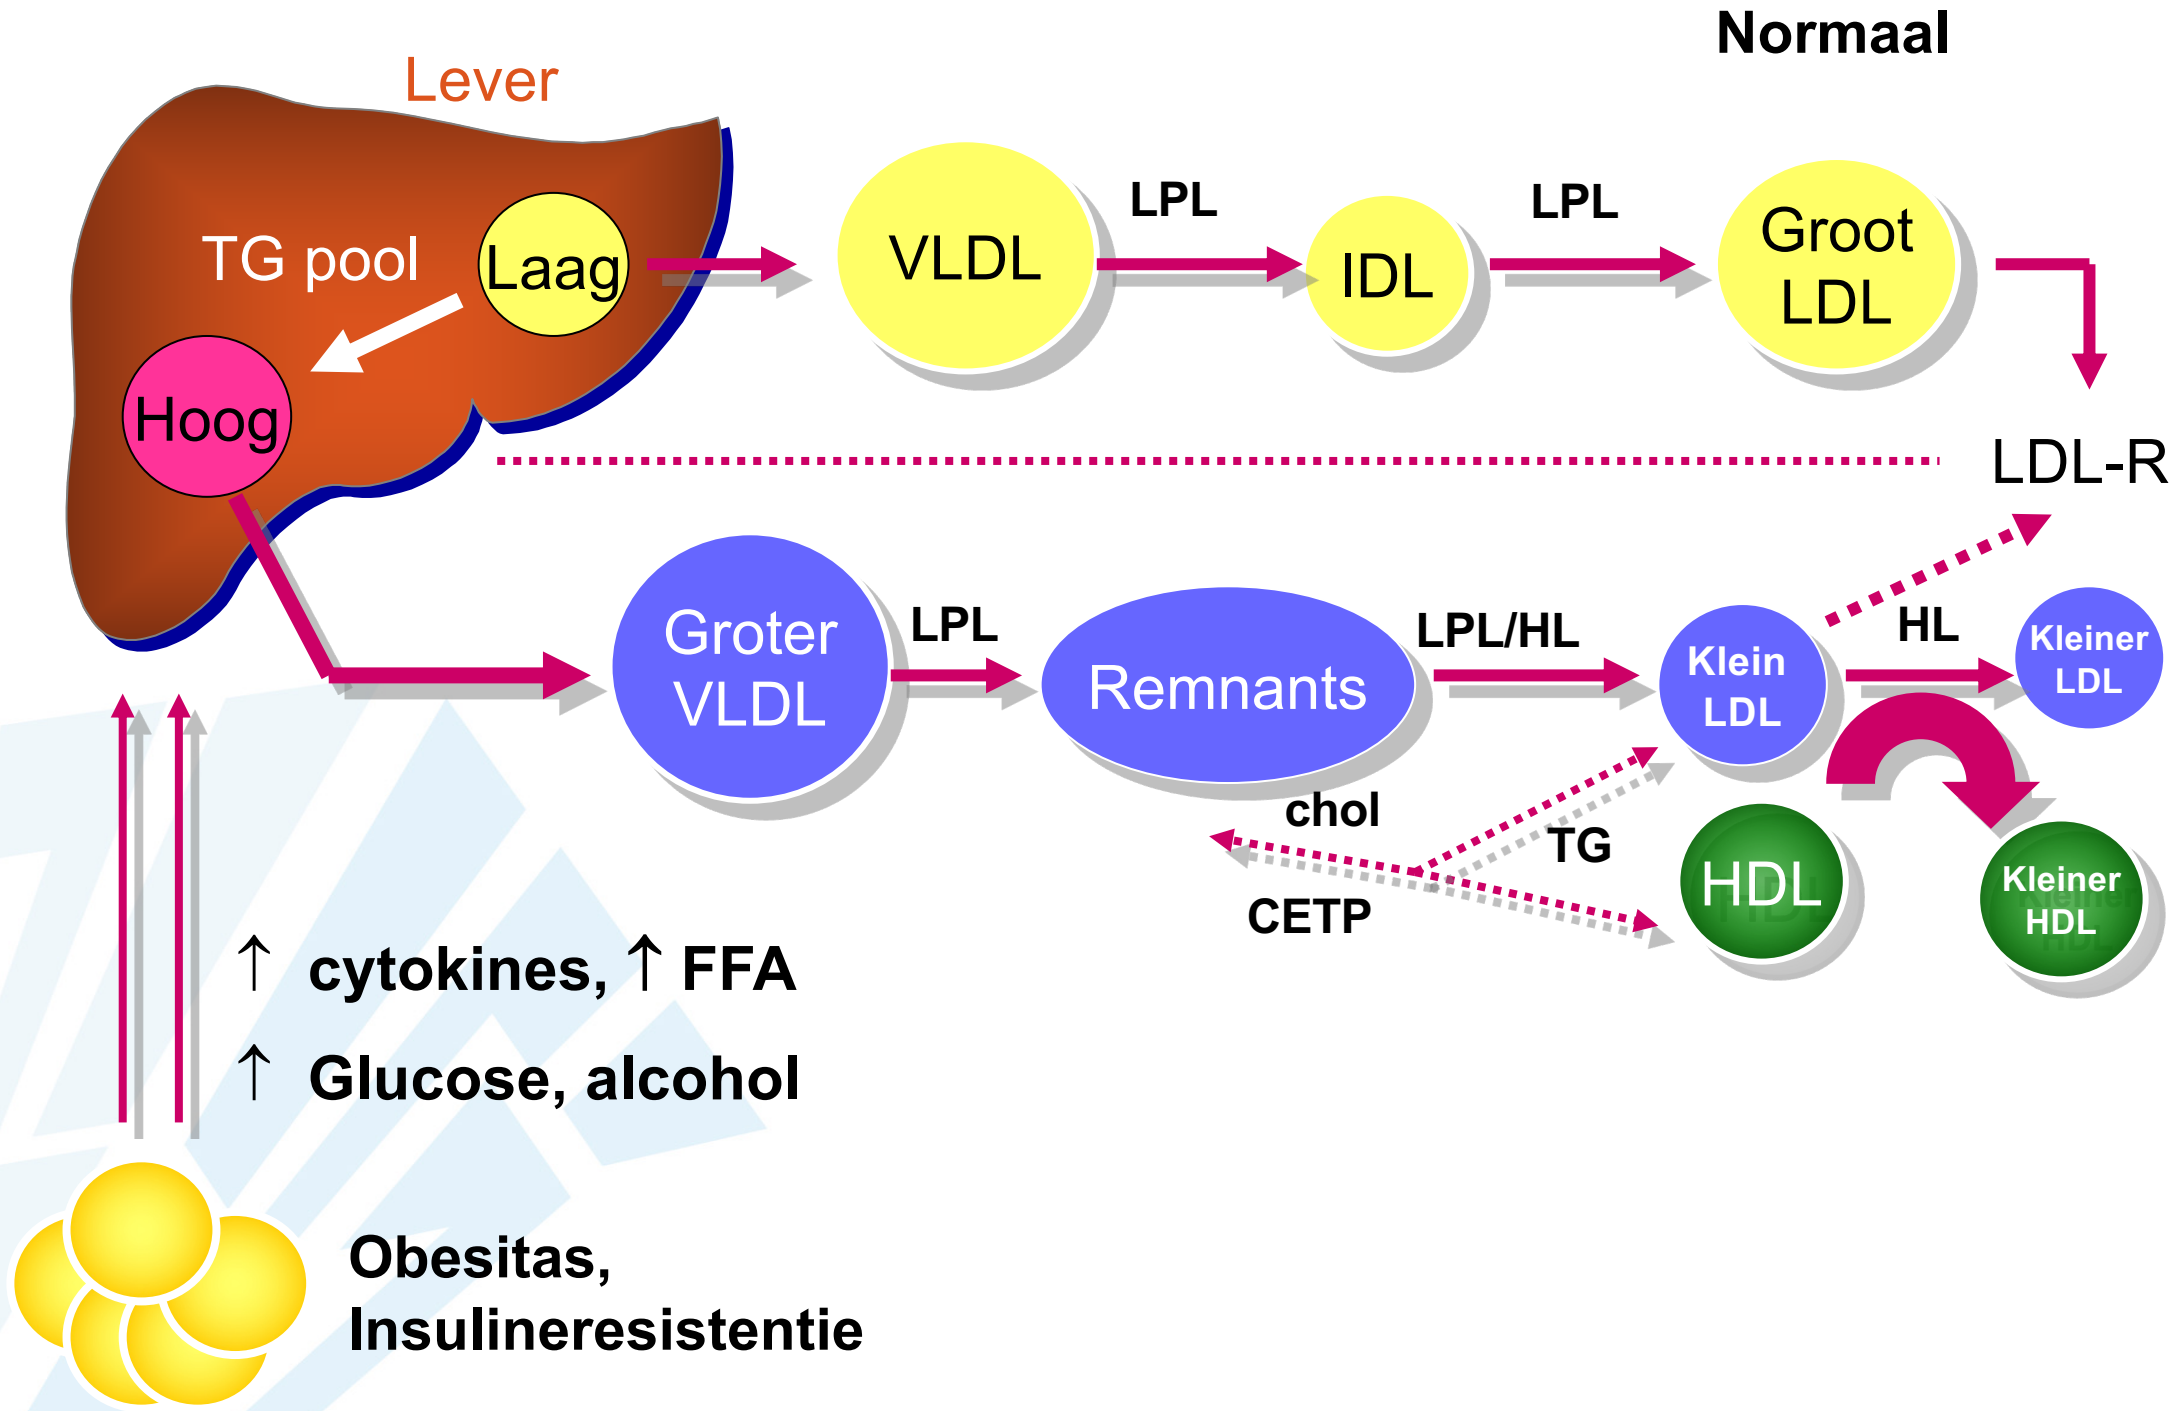 Normaal
Lever
TG pool
Laag
Hoog
VLDL
LPL
IDL
LPL
Groot
LDL
LDL-R
Groter
VLDL
LPL
Remnants
LPL/HL
Klein
LDL
HL
Kleiner
LDL
chol
TG
CETP
HDL
Kleiner
HDL
↑ cytokines, ↑ FFA
↑ Glucose, alcohol
Obesitas,
Insulineresistentie